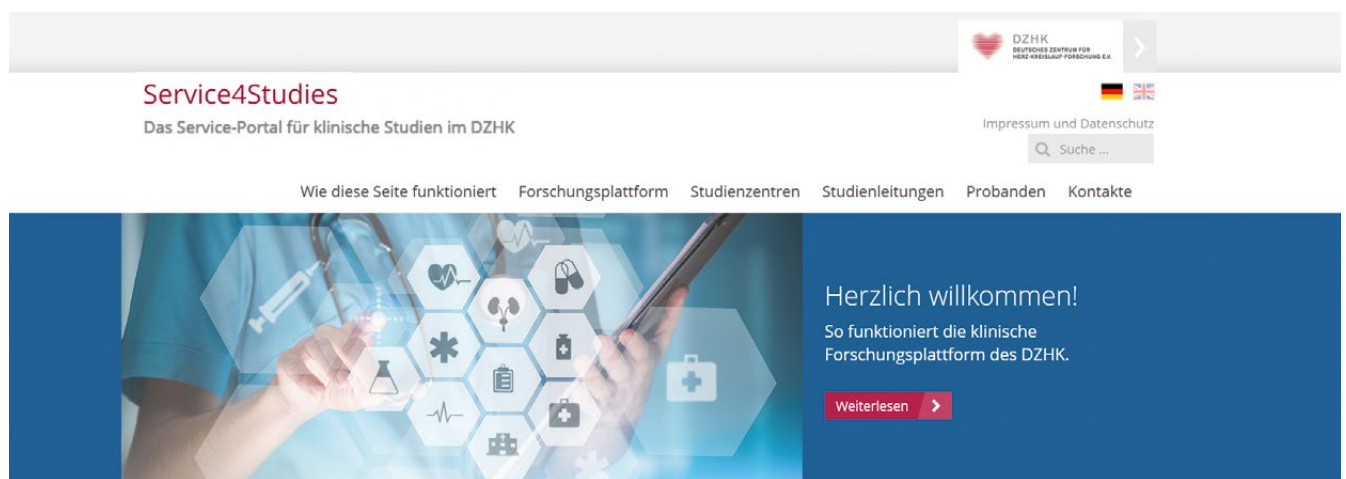 DZHK
DEUTSCHES ZENTRUM FÜR
HERZ-KREISLAUF-FORSCHUNG E.V.
Service4Studies
Das Service-Portal für klinische Studien im DZHK
Impressum und Datenschutz
Suche ...
Wie diese Seite funktioniert Forschungsplattform Studienzentren Studienleitungen Probanden Kontakte
Herzlich willkommen!
So funktioniert die klinische
Forschungsplattform des DZHK.
Weiterlesen